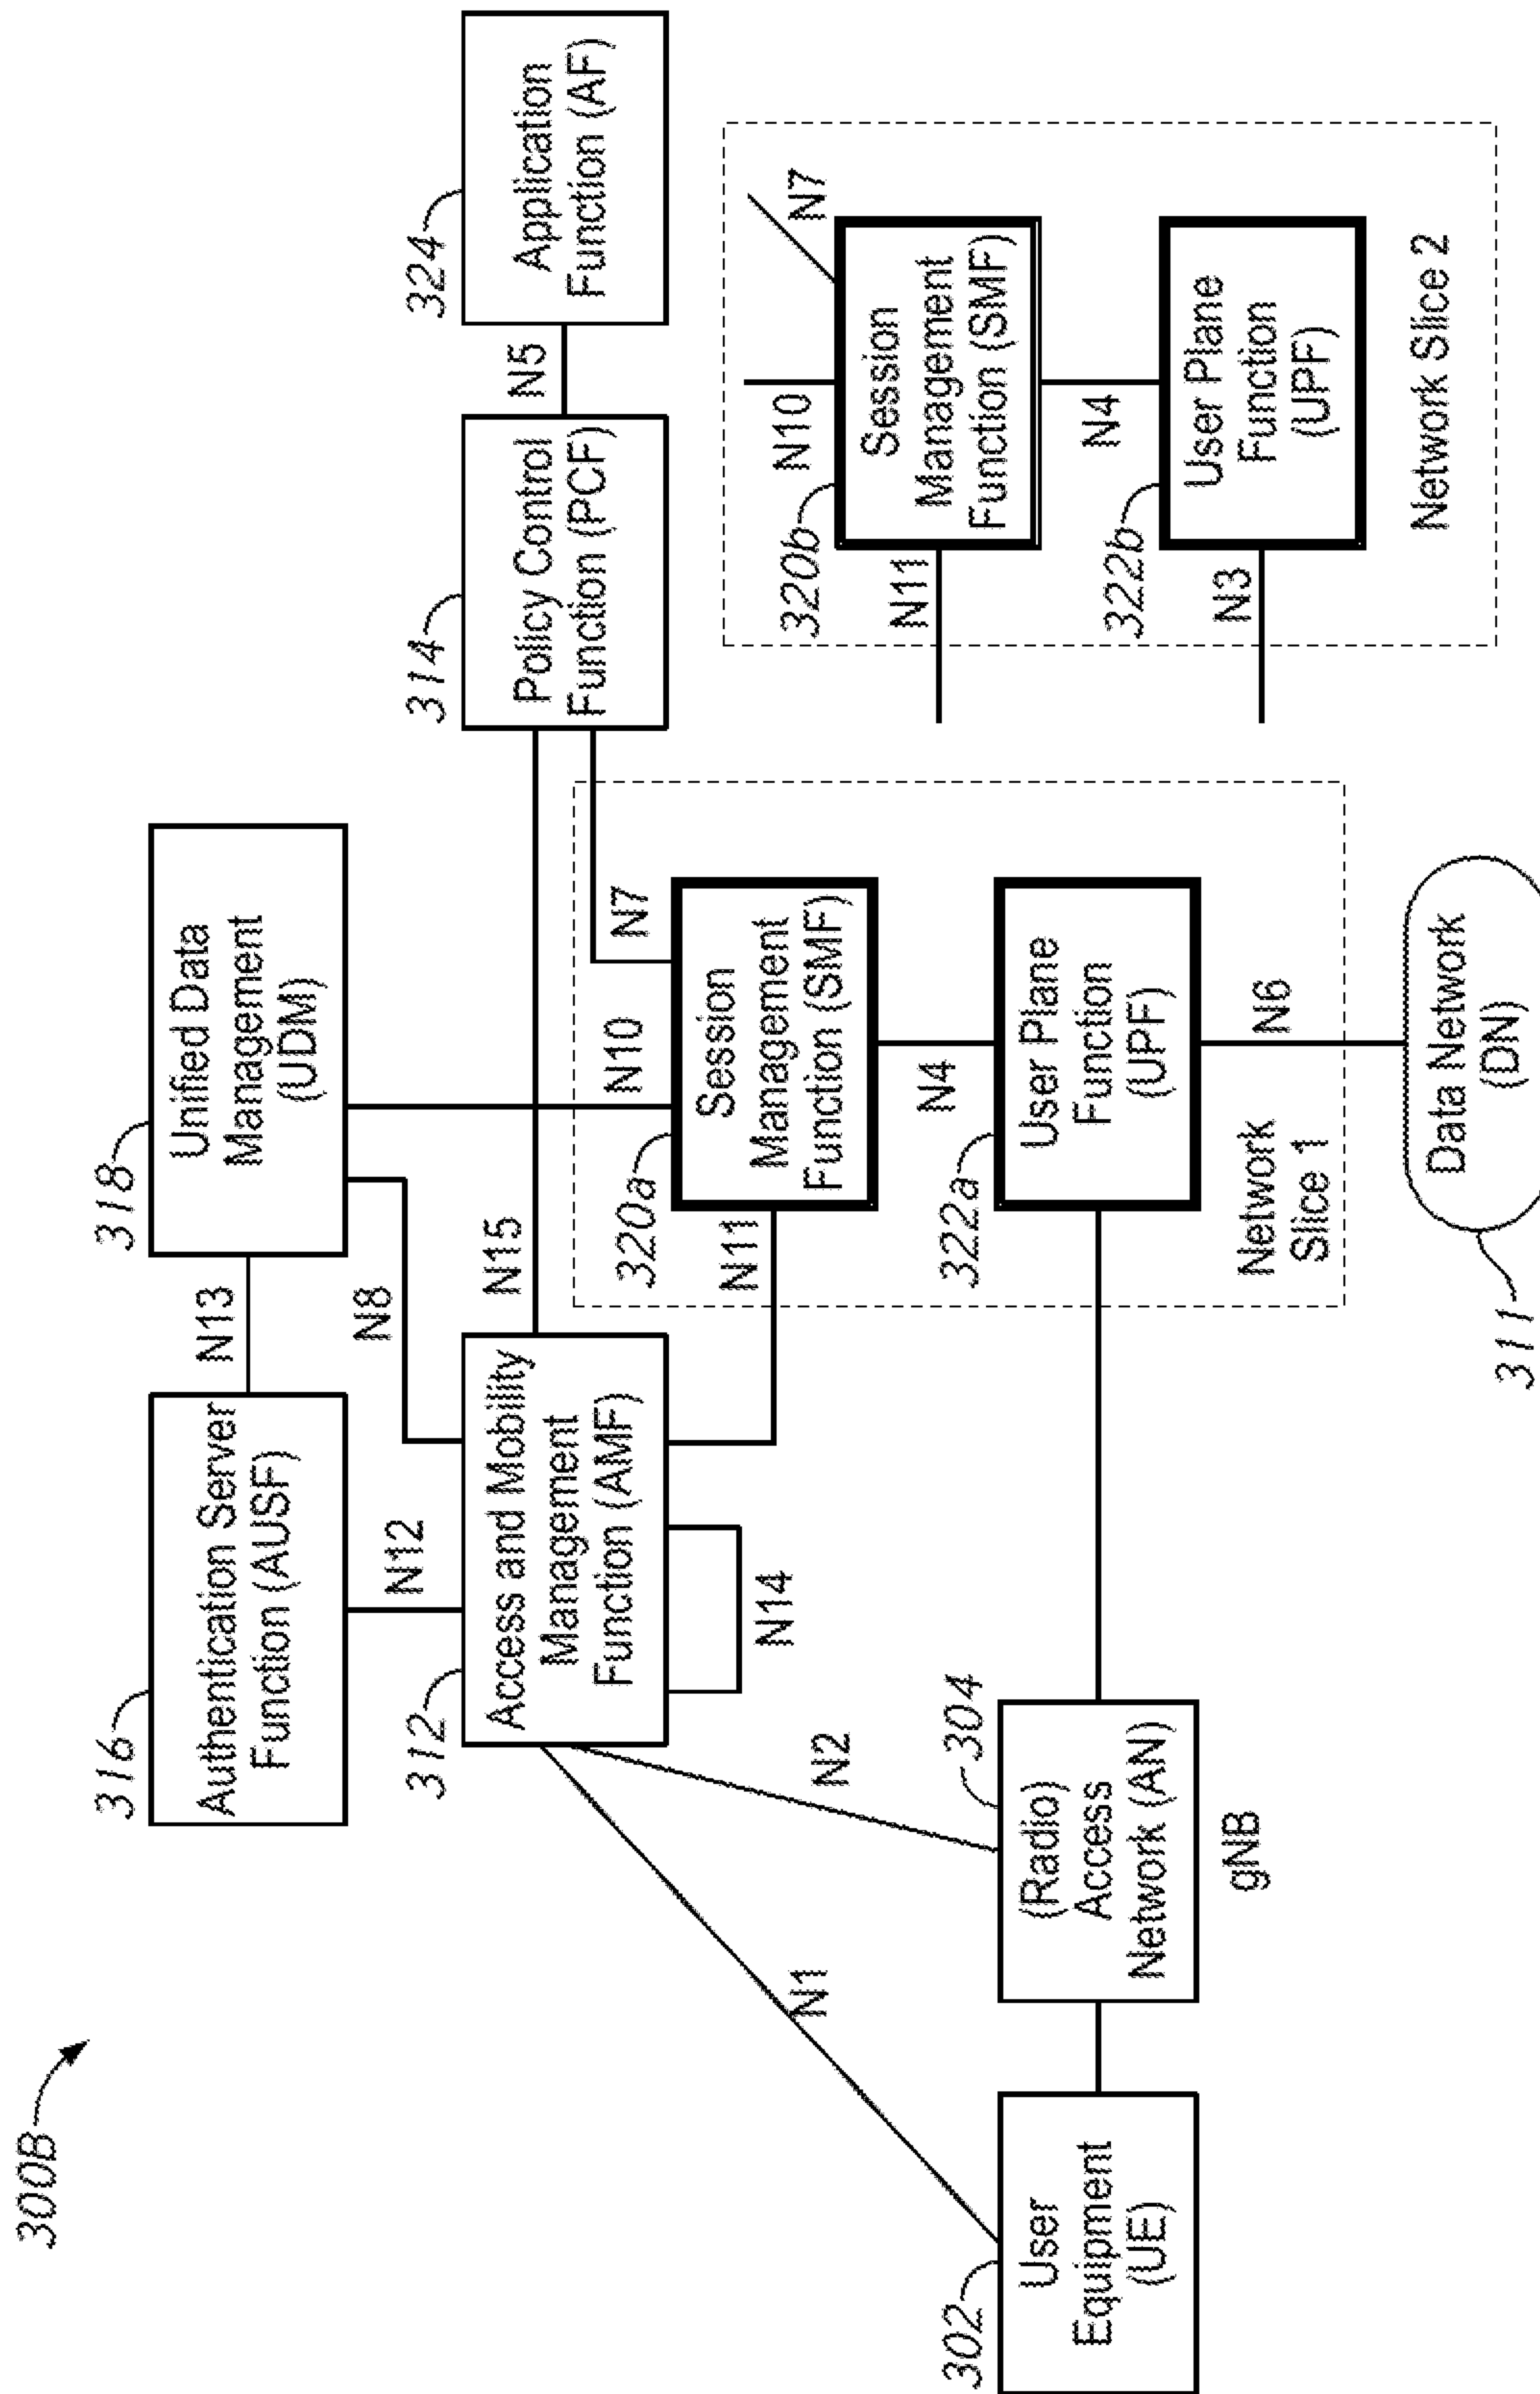 300B
316
Authentication Server
Function (AUSF)
N13
318
Unified Data
Management
(UDM)
N12
N8
312
Access and Mobility
Management
Function (AMF)
N14
N15
314
Policy Control
Function (PCF)
N5
324
Application
Function (AF)
N7
N10
N11
320a
Session
Management
Function (SMF)
N4
322a
User Plane
Function
(UPF)
Network
Slice 1
N6
Data Network
(DN)
311
N1
N2
302
User
Equipment
(UE)
304
(Radio)
Access
Network (AN)
gNB
N10
N7
320b
Session
Management
Function (SMF)
N11
N4
322b
User Plane
Function
(UPF)
N3
Network Slice 2